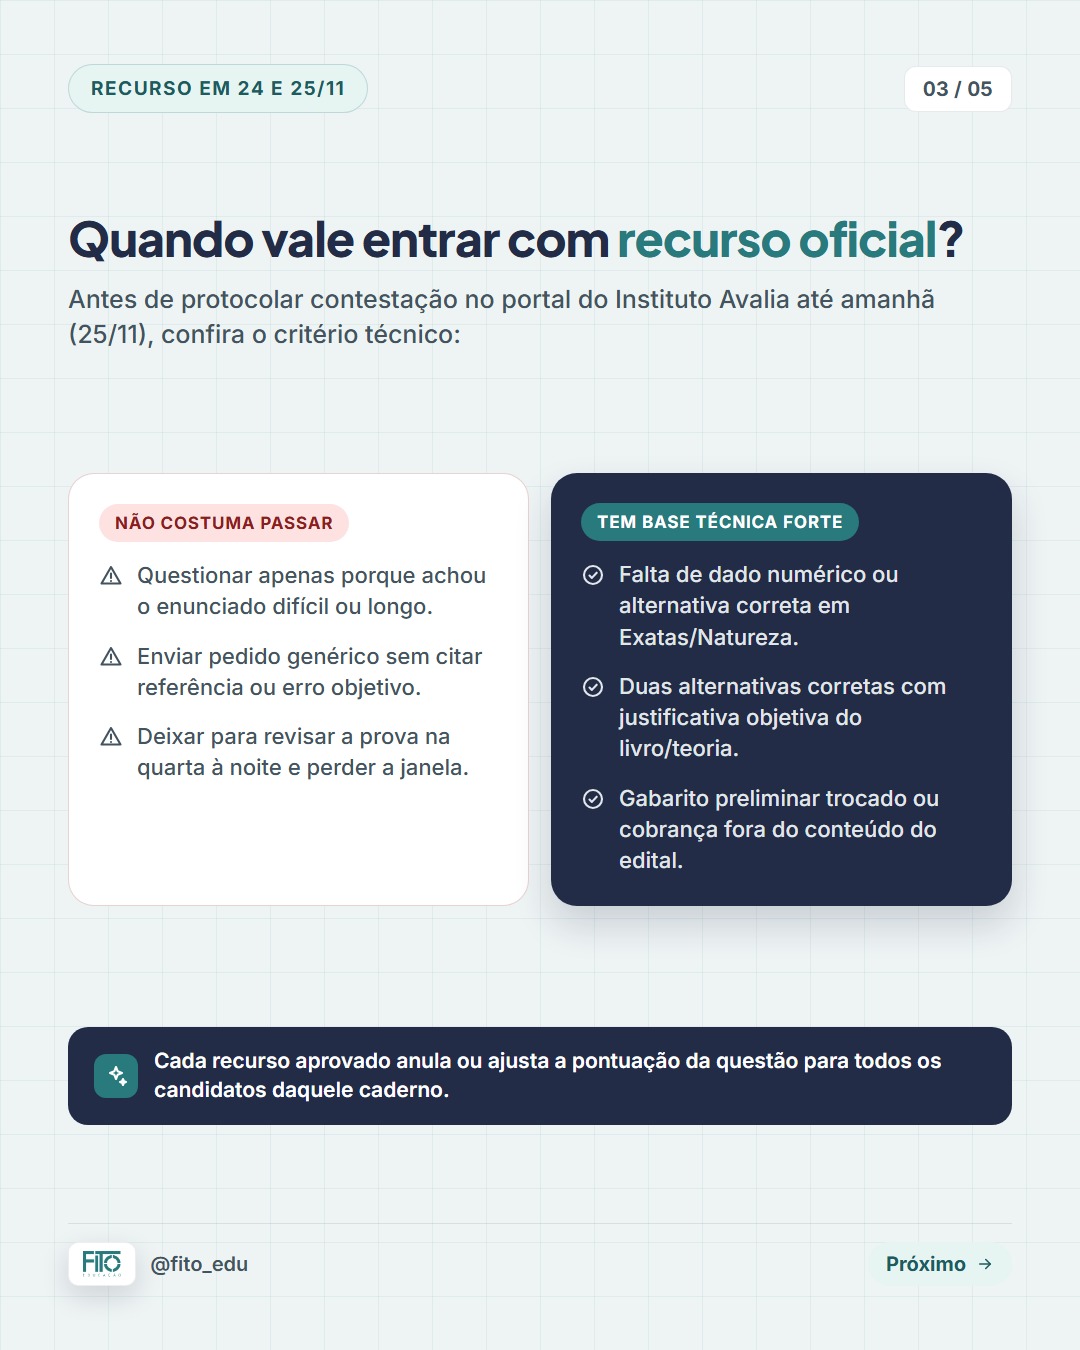 RECURSO EM 24 E 25/11
03 / 05
Quando vale entrar com recurso oficial?
Antes de protocolar contestação no portal do Instituto Avalia até amanhã
(25/11), confira o critério técnico:
NÃO COSTUMA PASSAR
Questionar apenas porque achou
o enunciado difícil ou longo.
Enviar pedido genérico sem citar
referência ou erro objetivo.
Deixar para revisar a prova na
quarta à noite e perder a janela.
TEM BASE TÉCNICA FORTE
Falta de dado numérico ou
alternativa correta em
Exatas/Natureza.
Duas alternativas corretas com
justificativa objetiva do
livro/teoria.
Gabarito preliminar trocado ou
cobrança fora do conteúdo do
edital.
Cada recurso aprovado anula ou ajusta a pontuação da questão para todos os
candidatos daquele caderno.
FITO
EDUCAÇÃO
@fito_edu
Próximo →